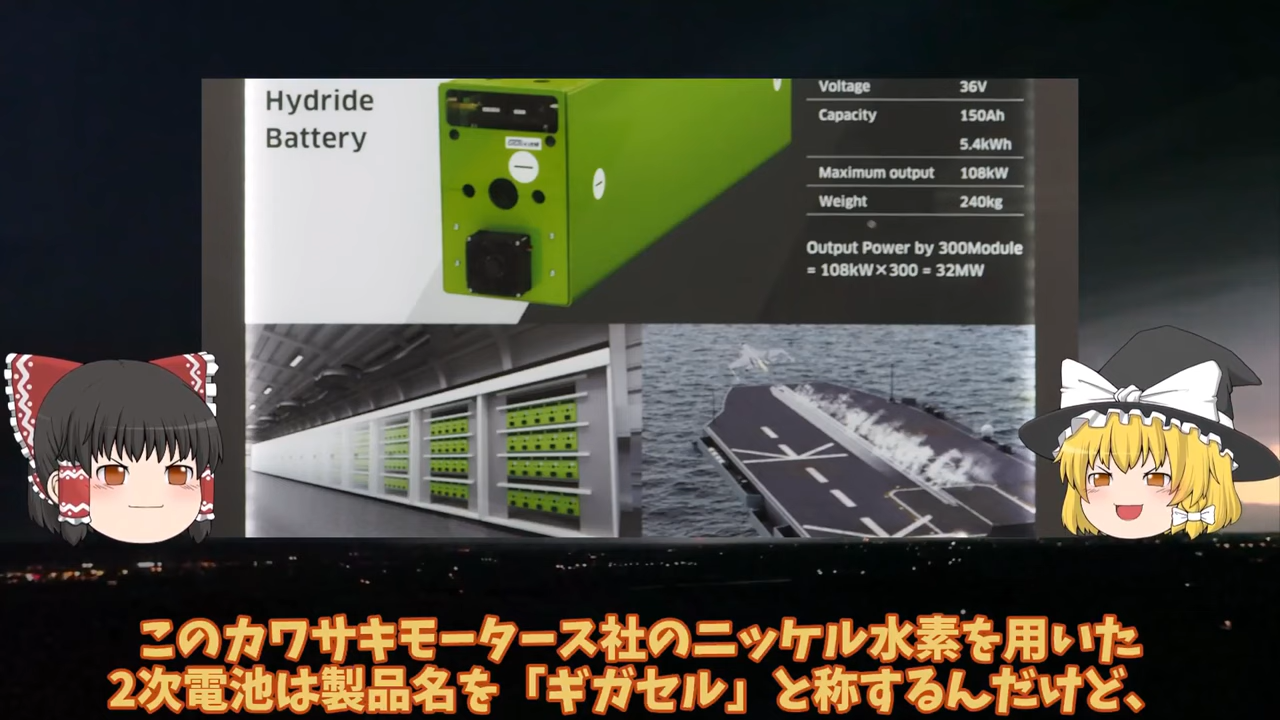 Hydride
Battery
Voltage 36V
Capacity 150Ah
5.4kWh
Maximum output 108kW
Weight 240kg
Output Power by 300Module
= 108kW×300 = 32MW
このカワサキモータース社のニッケル水素を用いた
2次電池は製品名を「ギガセル」と称するんだけど、